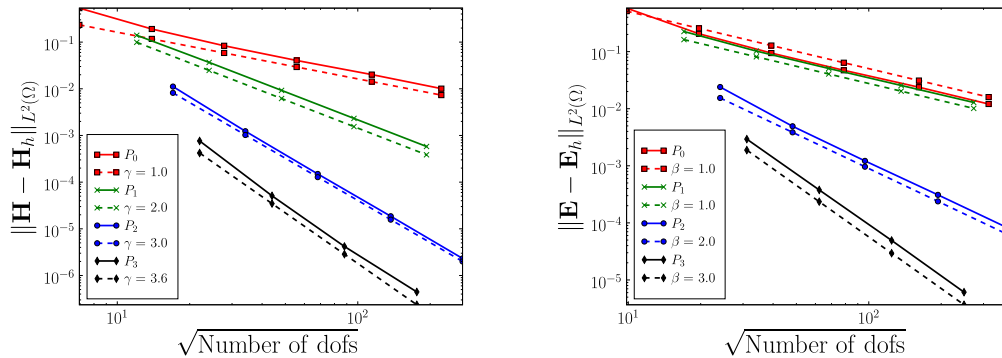 ||H − H_h||_{L²(Ω)}
10^{-1}
10^{-2}
10^{-3}
10^{-4}
10^{-5}
10^{-6}
P_0
γ = 1.0
P_1
γ = 2.0
P_2
γ = 3.0
P_3
γ = 3.6
10^1
10^2
√Number of dofs
||E − E_h||_{L²(Ω)}
10^{-1}
10^{-2}
10^{-3}
10^{-4}
10^{-5}
P_0
β = 1.0
P_1
β = 1.0
P_2
β = 2.0
P_3
β = 3.0
10^1
10^2
√Number of dofs